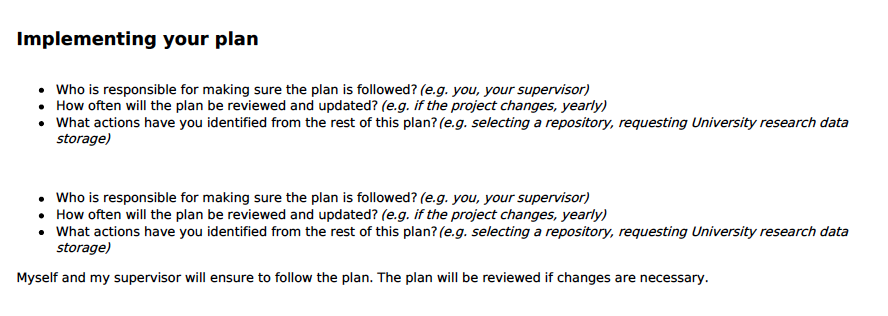 Implementing your plan
• Who is responsible for making sure the plan is followed? (e.g. you, your supervisor)
• How often will the plan be reviewed and updated? (e.g. if the project changes, yearly)
• What actions have you identified from the rest of this plan? (e.g. selecting a repository, requesting University research data
storage)
• Who is responsible for making sure the plan is followed? (e.g. you, your supervisor)
• How often will the plan be reviewed and updated? (e.g. if the project changes, yearly)
• What actions have you identified from the rest of this plan? (e.g. selecting a repository, requesting University research data
storage)
Myself and my supervisor will ensure to follow the plan. The plan will be reviewed if changes are necessary.